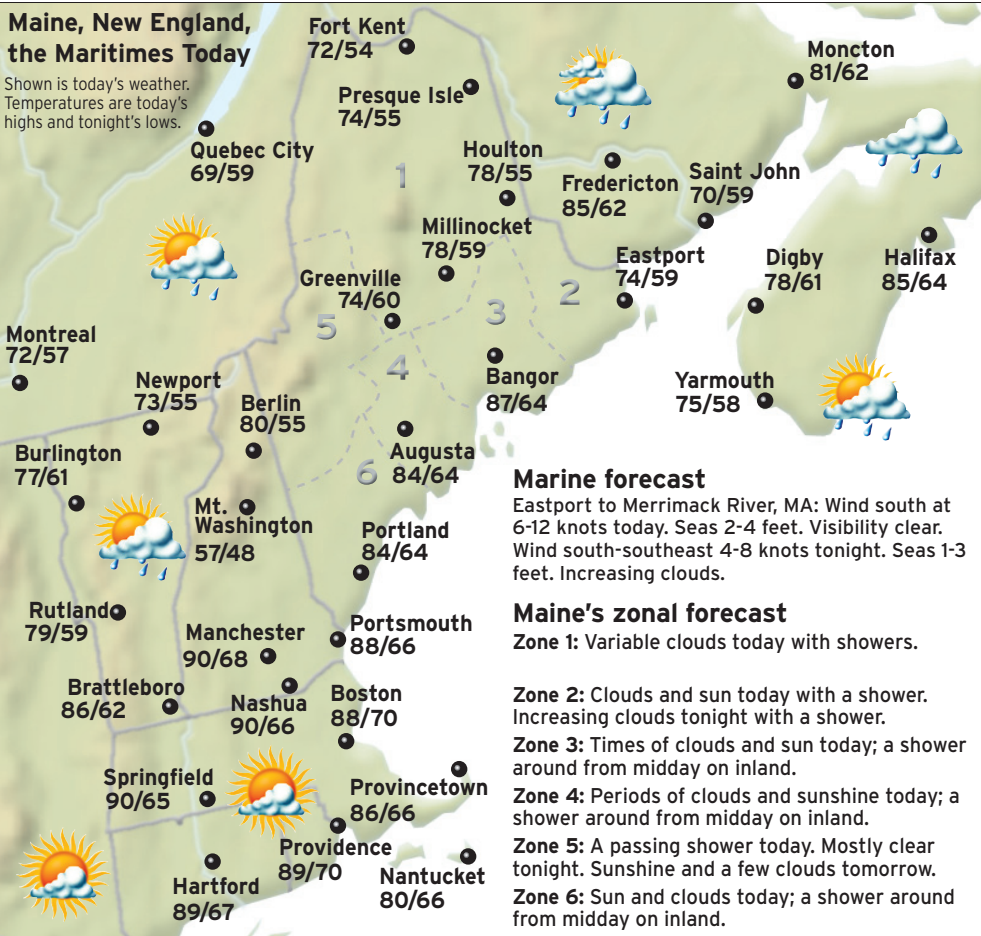 Maine, New England,
the Maritimes Today
Shown is today's weather.
Temperatures are today's
highs and tonight's lows.
Fort Kent
72/54
Moncton
81/62
Presque Isle
74/55
Quebec City
69/59
Houlton
78/55
1
Fredericton
85/62
Saint John
70/59
Millinocket
78/59
Eastport
74/59
Digby
78/61
Halifax
85/64
Greenville
74/60
2
3
5
4
Montreal
72/57
Newport
73/55
Berlin
80/55
Bangor
87/64
Yarmouth
75/58
Burlington
77/61
6
Augusta
84/64
Mt.
Washington
57/48
Portland
84/64
Rutland
79/59
Manchester
90/68
Portsmouth
88/66
Brattleboro
86/62
Nashua
90/66
Boston
88/70
Springfield
90/65
Provincetown
86/66
Providence
89/70
Hartford
89/67
Nantucket
80/66
Marine forecast
Eastport to Merrimack River, MA: Wind south at
6-12 knots today. Seas 2-4 feet. Visibility clear.
Wind south-southeast 4-8 knots tonight. Seas 1-3
feet. Increasing clouds.
Maine's zonal forecast
Zone 1: Variable clouds today with showers.
Zone 2: Clouds and sun today with a shower.
Increasing clouds tonight with a shower.
Zone 3: Times of clouds and sun today; a shower
around from midday on inland.
Zone 4: Periods of clouds and sunshine today; a
shower around from midday on inland.
Zone 5: A passing shower today. Mostly clear
tonight. Sunshine and a few clouds tomorrow.
Zone 6: Sun and clouds today; a shower around
from midday on inland.